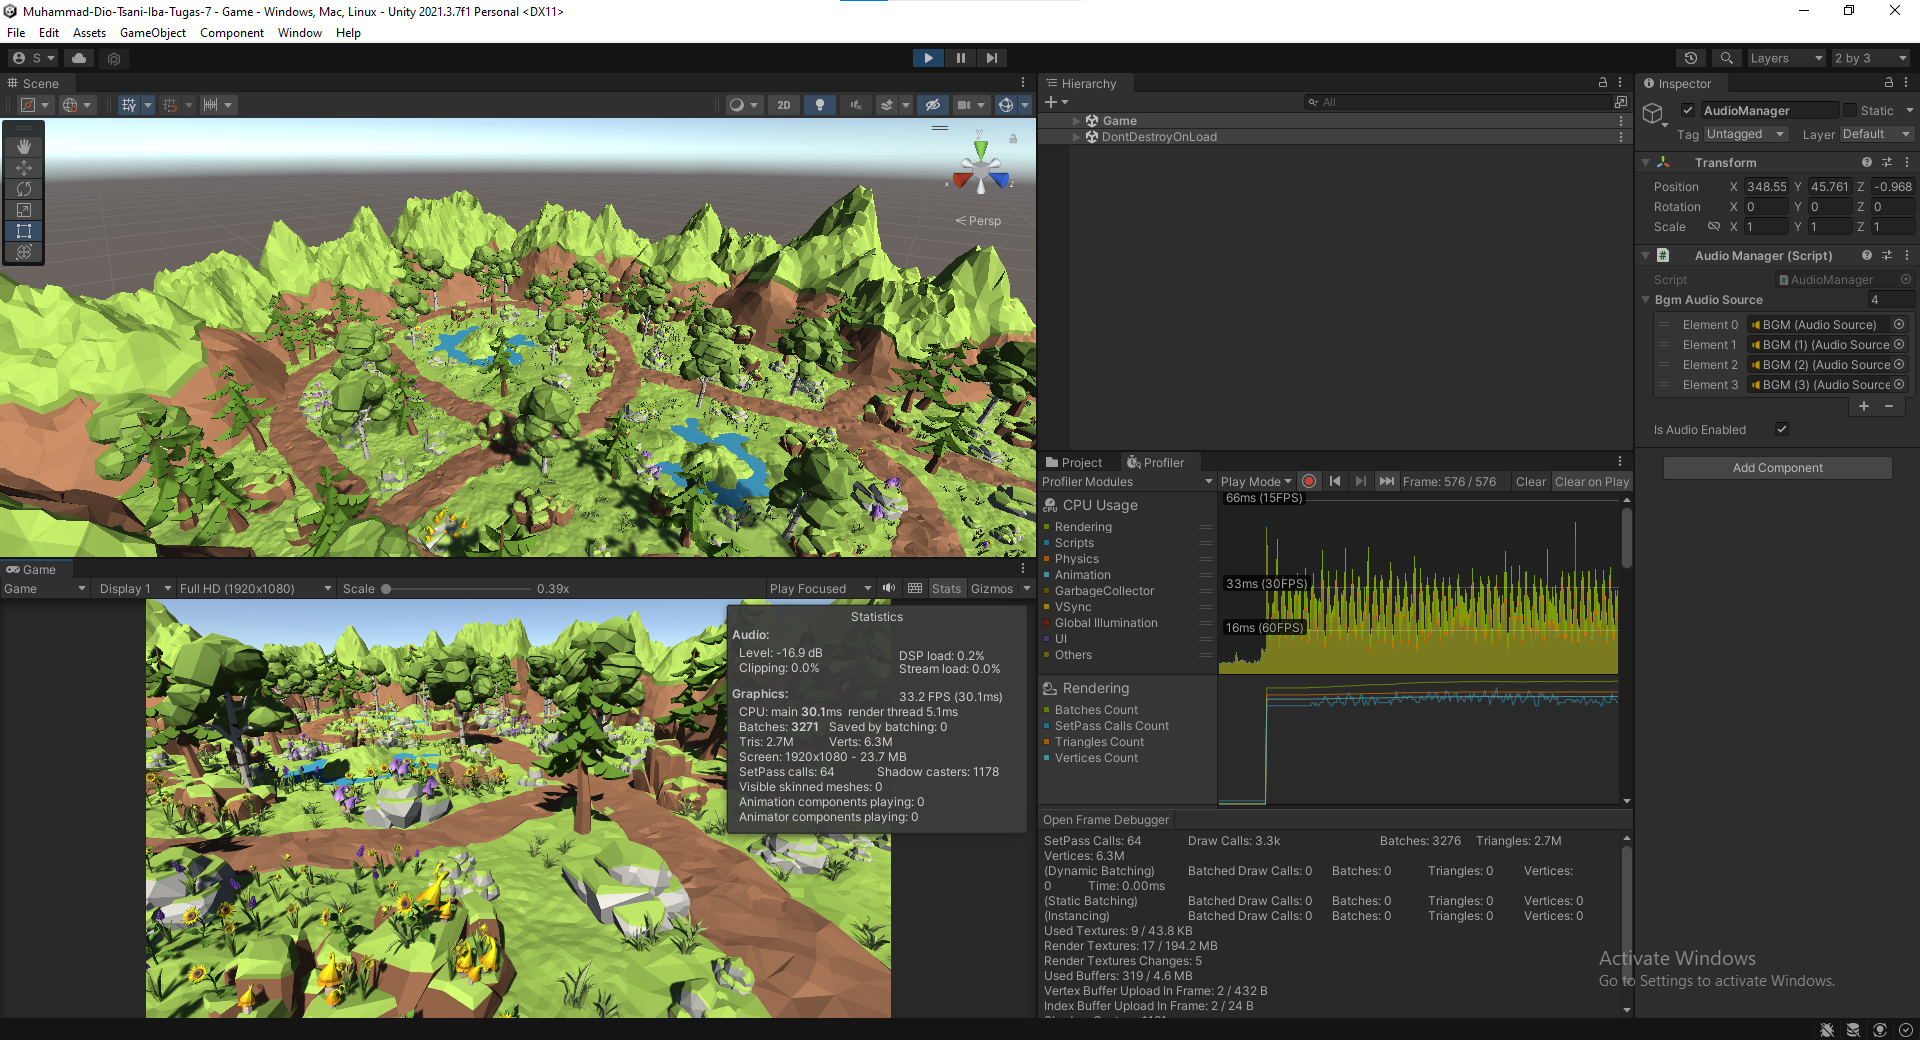 Muhammad-Dio-Tsani-Iba-Tugas-7 - Game - Windows, Mac, Linux - Unity 2021.3.7f1 Personal <DX11>
File Edit Assets GameObject Component Window Help
S
Layers
2 by 3
Scene
2D
y
x
z
Persp
Game
Game
Display 1
Full HD (1920x1080)
Scale
0.39x
Play Focused
Stats
Gizmos
Statistics
Audio:
Level: -16.9 dB
DSP load: 0.2%
Clipping: 0.0%
Stream load: 0.0%
Graphics:
33.2 FPS (30.1ms)
CPU: main 30.1ms render thread 5.1ms
Batches: 3271 Saved by batching: 0
Tris: 2.7M Verts: 6.3M
Screen: 1920x1080 - 23.7 MB
SetPass calls: 64 Shadow casters: 1178
Visible skinned meshes: 0
Animation components playing: 0
Animator components playing: 0
Hierarchy
All
Game
DontDestroyOnLoad
Project
Profiler
Profiler Modules
Play Mode
Frame: 576 / 576
Clear
Clear on Play
CPU
CPU Usage
Rendering
Scripts
Physics
Animation
GarbageCollector
VSync
Global Illumination
UI
Others
66ms (15FPS)
33ms (30FPS)
16ms (60FPS)
Rendering
Batches Count
SetPass Calls Count
Triangles Count
Vertices Count
Open Frame Debugger
SetPass Calls: 64 Draw Calls: 3.3k Batches: 3276 Triangles: 2.7M
Vertices: 6.3M
(Dynamic Batching) Batched Draw Calls: 0 Batches: 0 Triangles: 0 Vertices:
0 Time: 0.00ms
(Static Batching) Batched Draw Calls: 0 Batches: 0 Triangles: 0 Vertices: 0
(Instancing) Batched Draw Calls: 0 Batches: 0 Triangles: 0 Vertices: 0
Used Textures: 9 / 43.8 KB
Render Textures: 17 / 194.2 MB
Render Textures Changes: 5
Used Buffers: 319 / 4.6 MB
Vertex Buffer Upload In Frame: 2 / 432 B
Index Buffer Upload In Frame: 2 / 24 B
Inspector
AudioManager
Static
Tag Untagged Layer Default
Transform
Position X 348.55 Y 45.761 Z -0.968
Rotation X 0 Y 0 Z 0
Scale X 1 Y 1 Z 1
Audio Manager (Script)
Script AudioManager
Bgm Audio Source 4
Element 0 BGM (Audio Source)
Element 1 BGM (1) (Audio Source
Element 2 BGM (2) (Audio Source
Element 3 BGM (3) (Audio Source
Is Audio Enabled
Add Component
Activate Windows
Go to Settings to activate Windows.